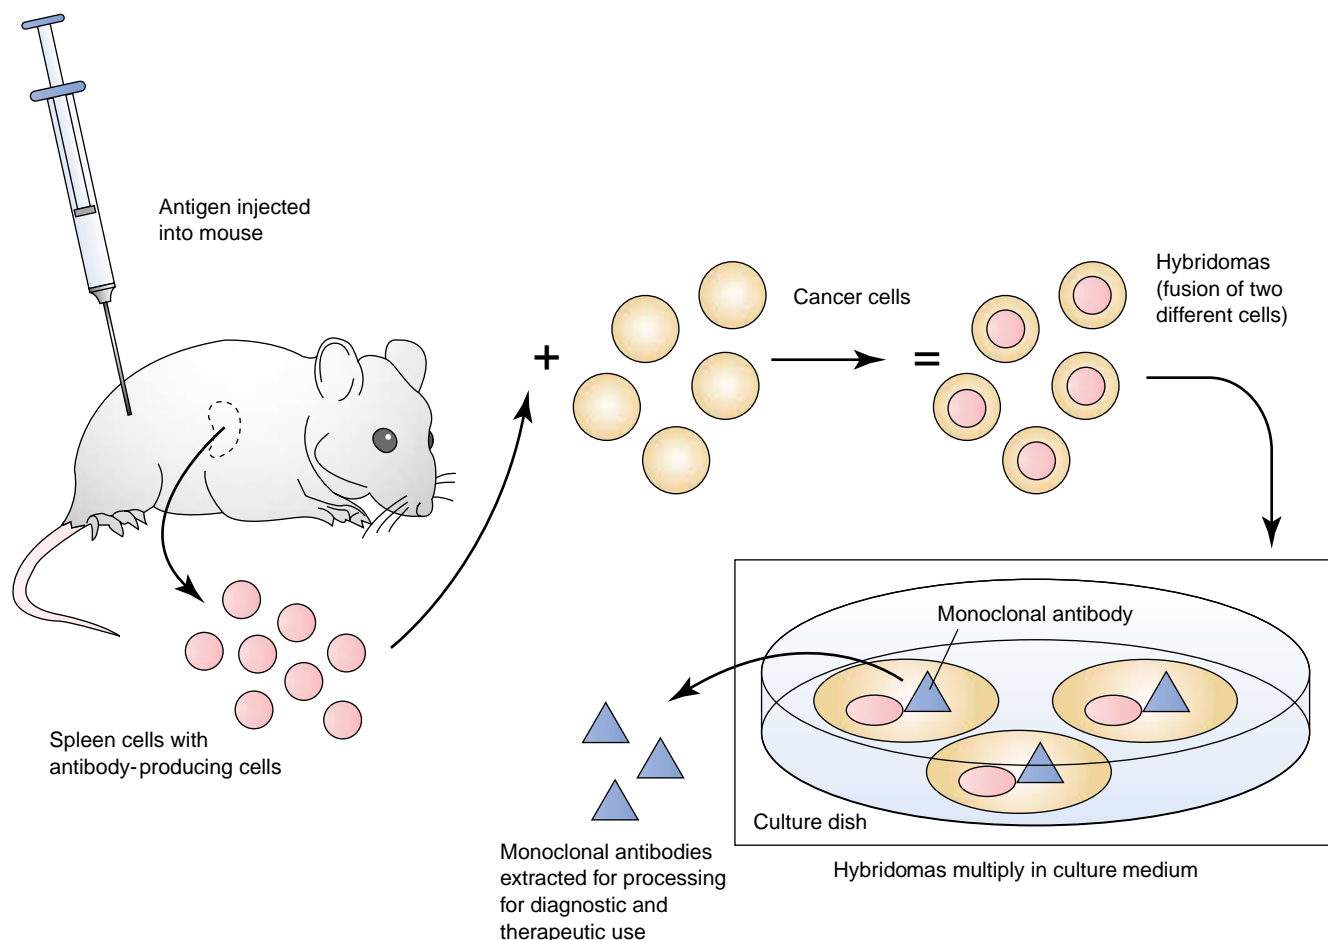 Antigen injected
into mouse
Spleen cells with
antibody-producing cells
+
Cancer cells
=
Hybridomas
(fusion of two
different cells)
Monoclonal antibody
Culture dish
Hybridomas multiply in culture medium
Monoclonal antibodies
extracted for processing
for diagnostic and
therapeutic use